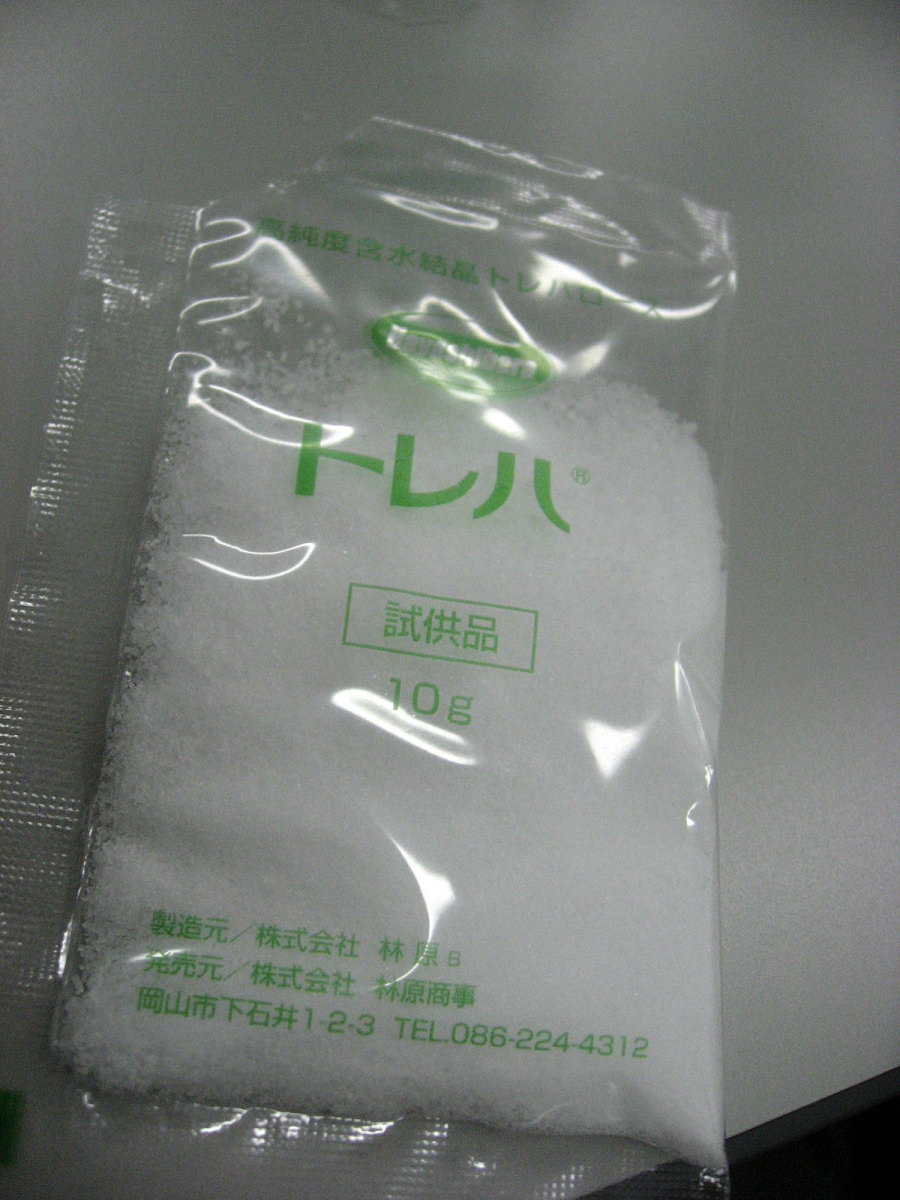 高純度含水結晶トレハロース
トレハ®
試供品
10g
製造元／株式会社 林原B
発売元／株式会社 林原商事
岡山市下石井1-2-3 TEL.086-224-4312